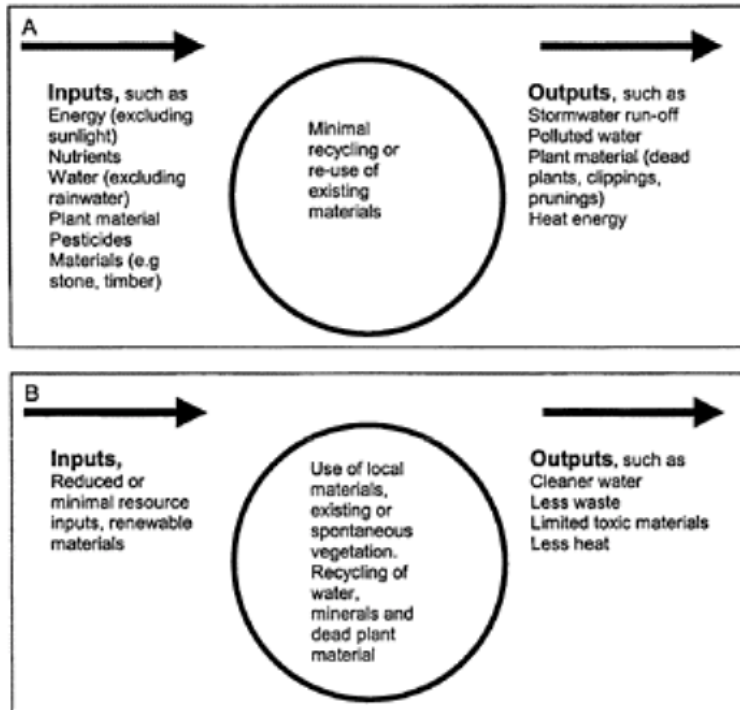 A
Inputs, such as
Energy (excluding
sunlight)
Nutrients
Water (excluding
rainwater)
Plant material
Pesticides
Materials (e.g
stone, timber)
Minimal
recycling or
re-use of
existing
materials
Outputs, such as
Stormwater run-off
Polluted water
Plant material (dead
plants, clippings,
prunings)
Heat energy
B
Inputs,
Reduced or
minimal resource
inputs, renewable
materials
Use of local
materials,
existing or
spontaneous
vegetation.
Recycling of
water,
minerals and
dead plant
material
Outputs, such as
Cleaner water
Less waste
Limited toxic materials
Less heat